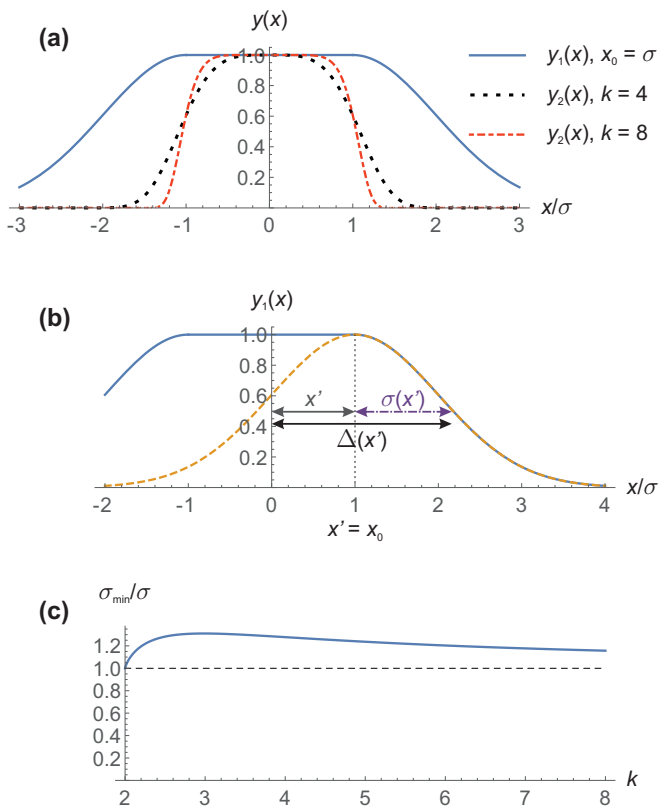 (a)
y(x)
1.0
0.8
0.6
0.4
0.2
-3 -2 -1 0 1 2 3
x/σ
y₁(x), x₀ = σ
y₂(x), k = 4
y₂(x), k = 8
(b)
y₁(x)
1.0
0.8
0.6
0.4
0.2
x'
σ(x')
Δ(x')
-2 -1 0 1 2 3 4
x/σ
x' = x₀
(c)
σmin/σ
1.2
1.0
0.8
0.6
0.4
0.2
2 3 4 5 6 7 8
k